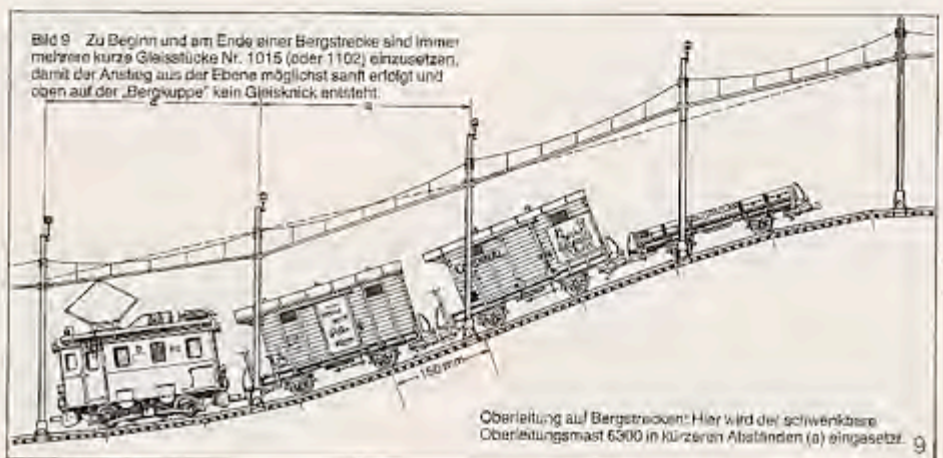 Bild 9 Zu Beginn und am Ende einer Bergstrecke sind immer
mehrere kurze Gleisstücke Nr. 1015 (oder 1102) einzusetzen,
damit der Anstieg aus der Ebene möglichst sanft erfolgt und
oben auf der „Bergkuppe" kein Gleisknick entsteht.
a
a
150 mm
Oberleitung auf Bergstrecken: Hier wird der schwenkbare
Oberleitungsmast 6300 in kürzeren Abständen (a) eingesetzt.
9